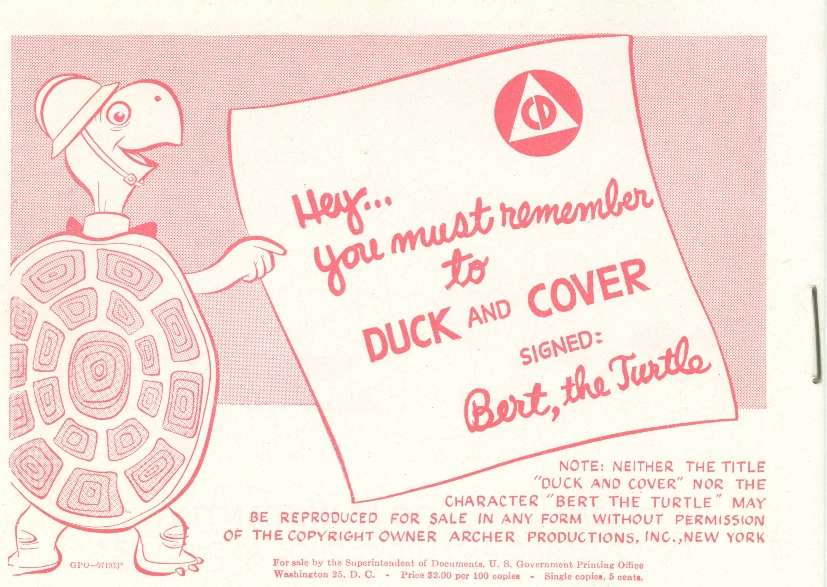 CD
Hey...
you must remember
to
DUCK AND COVER
SIGNED:
Bert, the Turtle
NOTE: NEITHER THE TITLE
"DUCK AND COVER" NOR THE
CHARACTER "BERT THE TURTLE" MAY
BE REPRODUCED FOR SALE IN ANY FORM WITHOUT PERMISSION
OF THE COPYRIGHT OWNER ARCHER PRODUCTIONS, INC., NEW YORK
For sale by the Superintendent of Documents, U. S. Government Printing Office
Washington 25, D. C. - Price $2.00 per 100 copies - Single copies, 5 cents.